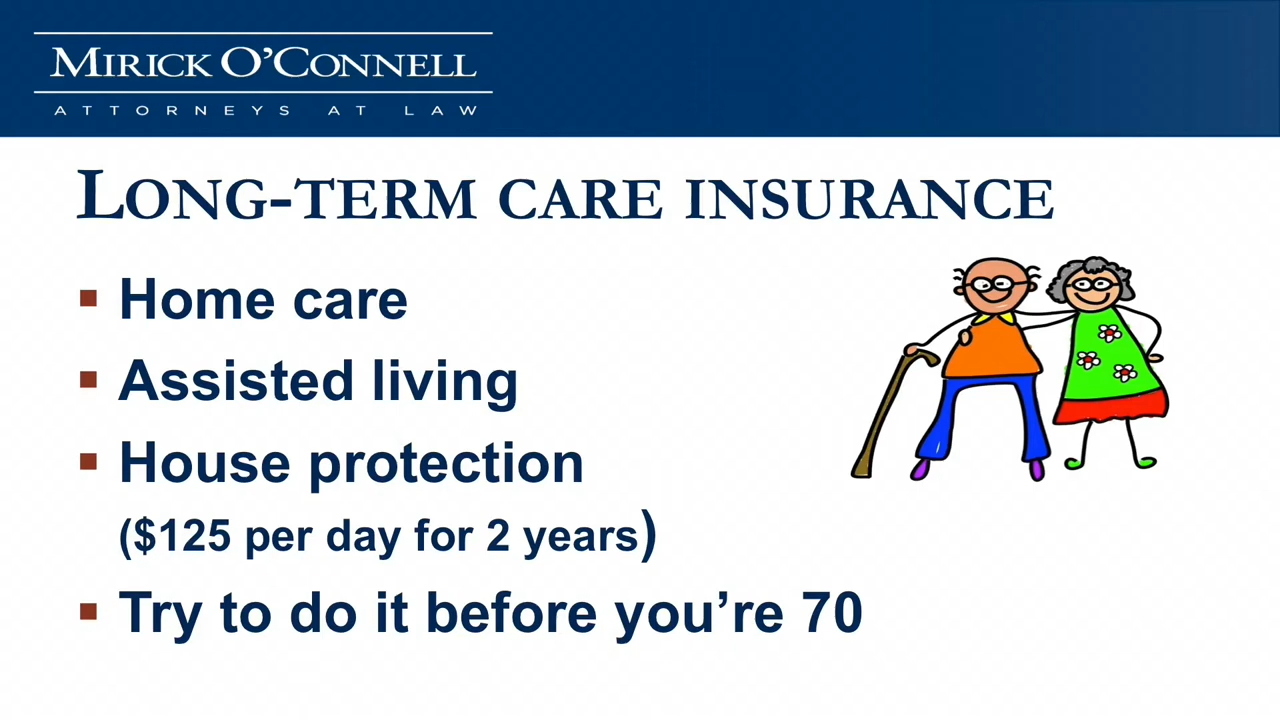 MIRICK O’CONNELL
ATTORNEYS AT LAW
LONG-TERM CARE INSURANCE
Home care
Assisted living
House protection
($125 per day for 2 years)
Try to do it before you’re 70